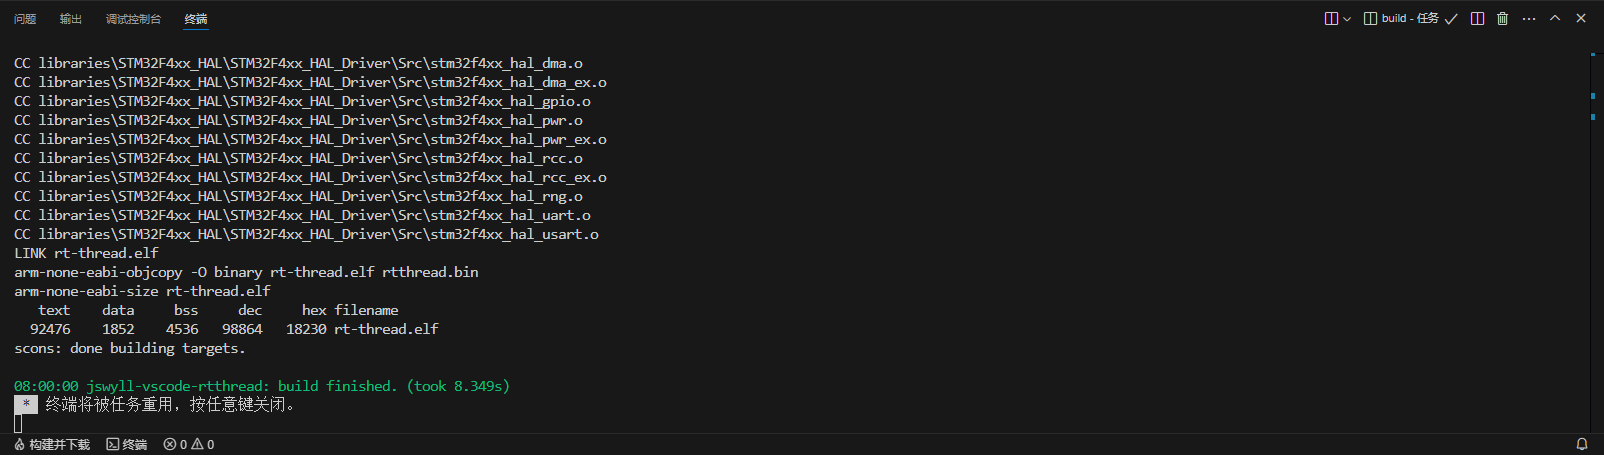 问题 输出 调试控制台 终端 build - 任务
CC libraries\STM32F4xx_HAL\STM32F4xx_HAL_Driver\Src\stm32f4xx_hal_dma.o
CC libraries\STM32F4xx_HAL\STM32F4xx_HAL_Driver\Src\stm32f4xx_hal_dma_ex.o
CC libraries\STM32F4xx_HAL\STM32F4xx_HAL_Driver\Src\stm32f4xx_hal_gpio.o
CC libraries\STM32F4xx_HAL\STM32F4xx_HAL_Driver\Src\stm32f4xx_hal_pwr.o
CC libraries\STM32F4xx_HAL\STM32F4xx_HAL_Driver\Src\stm32f4xx_hal_pwr_ex.o
CC libraries\STM32F4xx_HAL\STM32F4xx_HAL_Driver\Src\stm32f4xx_hal_rcc.o
CC libraries\STM32F4xx_HAL\STM32F4xx_HAL_Driver\Src\stm32f4xx_hal_rcc_ex.o
CC libraries\STM32F4xx_HAL\STM32F4xx_HAL_Driver\Src\stm32f4xx_hal_rng.o
CC libraries\STM32F4xx_HAL\STM32F4xx_HAL_Driver\Src\stm32f4xx_hal_uart.o
CC libraries\STM32F4xx_HAL\STM32F4xx_HAL_Driver\Src\stm32f4xx_hal_usart.o
LINK rt-thread.elf
arm-none-eabi-objcopy -O binary rt-thread.elf rtthread.bin
arm-none-eabi-size rt-thread.elf
text data bss dec hex filename
92476 1852 4536 98864 18230 rt-thread.elf
scons: done building targets.
08:00:00 jswyll-vscode-rtthread: build finished. (took 8.349s)
* 终端将被任务重用，按任意键关闭。
构建并下载 终端 0 0